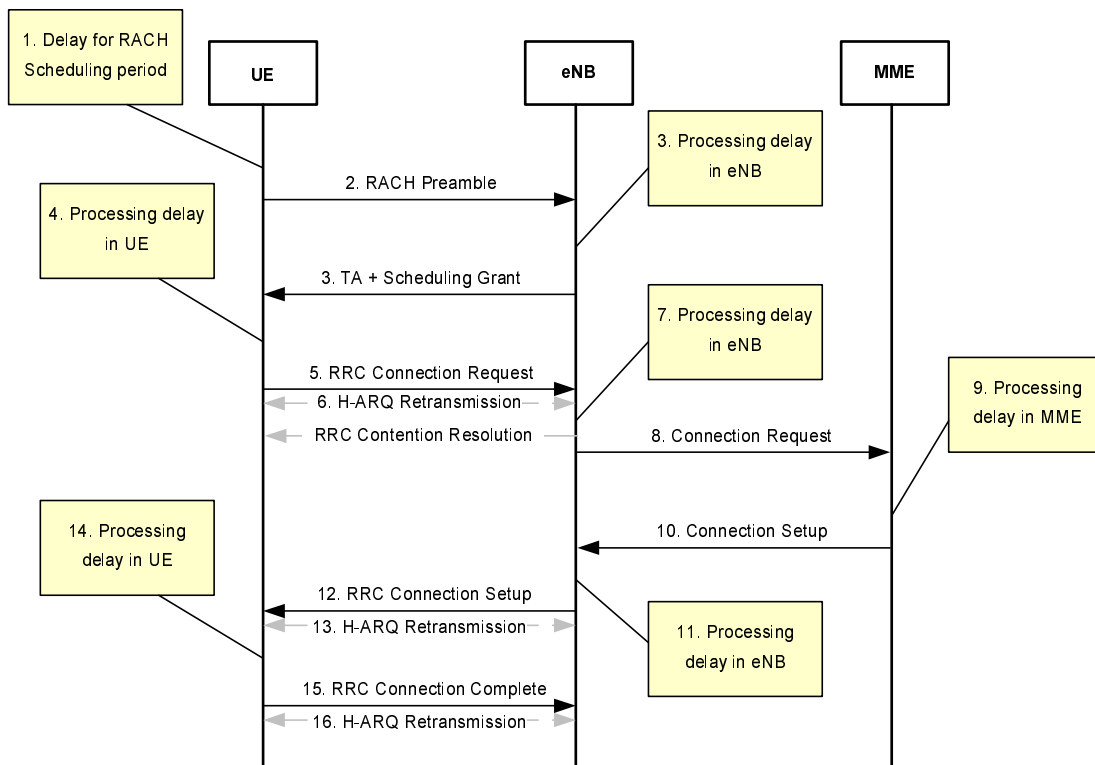 1. Delay for RACH
Scheduling period
UE
eNB
MME
3. Processing delay
in eNB
2. RACH Preamble
4. Processing delay
in UE
3. TA + Scheduling Grant
7. Processing delay
in eNB
5. RRC Connection Request
6. H-ARQ Retransmission
9. Processing
delay in MME
RRC Contention Resolution
8. Connection Request
14. Processing
delay in UE
10. Connection Setup
12. RRC Connection Setup
13. H-ARQ Retransmission
11. Processing
delay in eNB
15. RRC Connection Complete
16. H-ARQ Retransmission